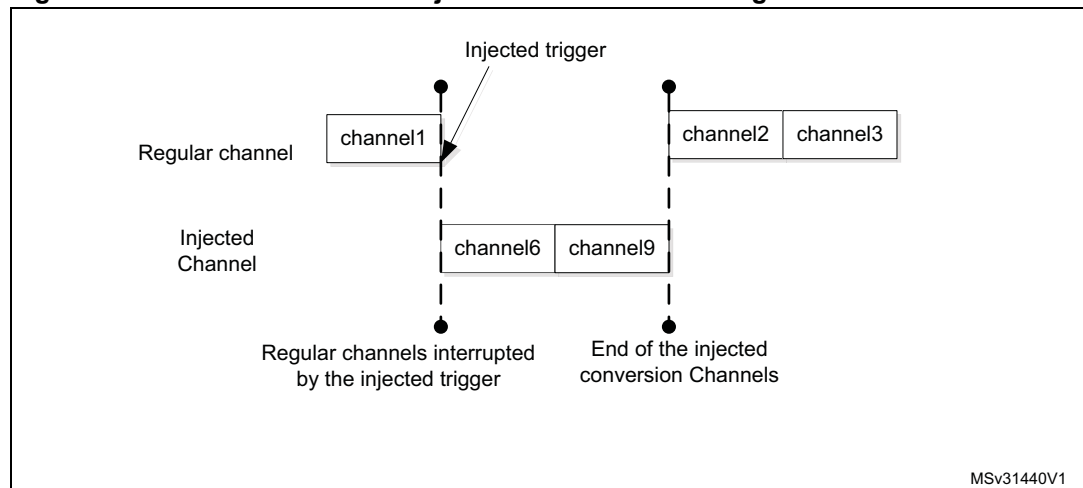 Injected trigger
channel1
channel2
channel3
Regular channel
Injected
Channel
channel6
channel9
Regular channels interrupted
by the injected trigger
End of the injected
conversion Channels
MSv31440V1